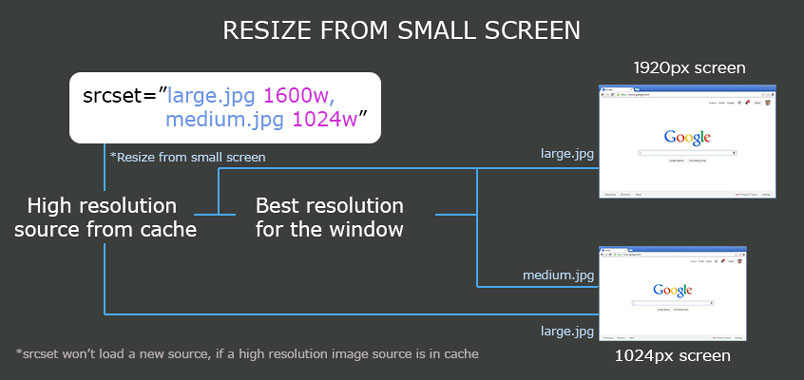 RESIZE FROM SMALL SCREEN
srcset=”large.jpg 1600w,
medium.jpg 1024w”
*Resize from small screen
High resolution
source from cache
Best resolution
for the window
1920px screen
large.jpg
Google
medium.jpg
Google
large.jpg
1024px screen
*srcset won’t load a new source, if a high resolution image source is in cache